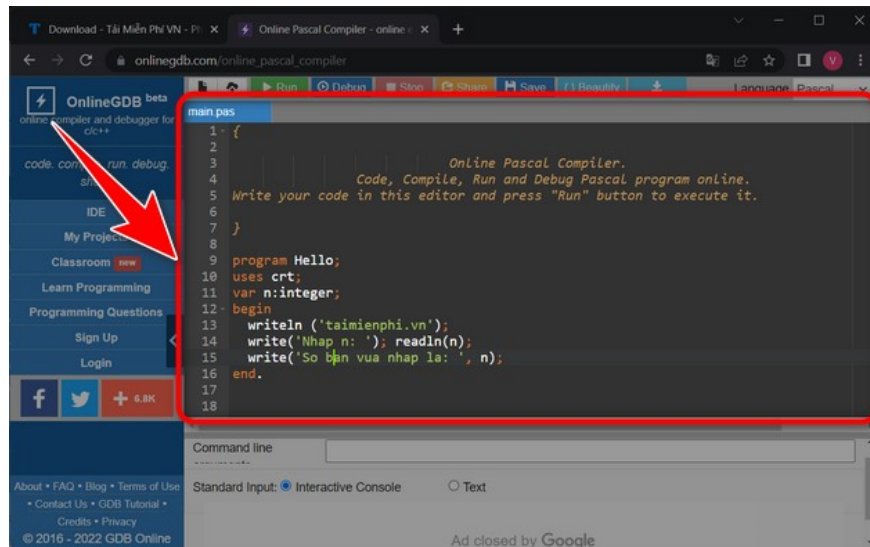 Download - Tải Miễn Phí VN - Ph
Online Pascal Compiler - online c
onlinegdb.com/online_pascal_compiler
OnlineGDB beta
online compiler and debugger for
c/c++
code. run. debug.
IDE
My Projects
Classroom new
Learn Programming
Programming Questions
Sign Up
Login
6.8K
About • FAQ • Blog • Terms of Use
• Contact Us • GDB Tutorial •
Credits • Privacy
© 2016 - 2022 GDB Online
Run Debug Stop Share Save { } Beautify
Language Pascal
main.pas
1 {
2
3 Online Pascal Compiler.
4 Code, Compile, Run and Debug Pascal program online.
5 Write your code in this editor and press "Run" button to execute it.
6
7 }
8
9 program Hello;
10 uses crt;
11 var n:integer;
12 begin
13 writeln ('taimienphi.vn');
14 write('Nhap n: '); readln(n);
15 write('So ban vua nhap la: ', n);
16 end.
17
18
Command line
Standard Input: Interactive Console Text
Ad closed by Google